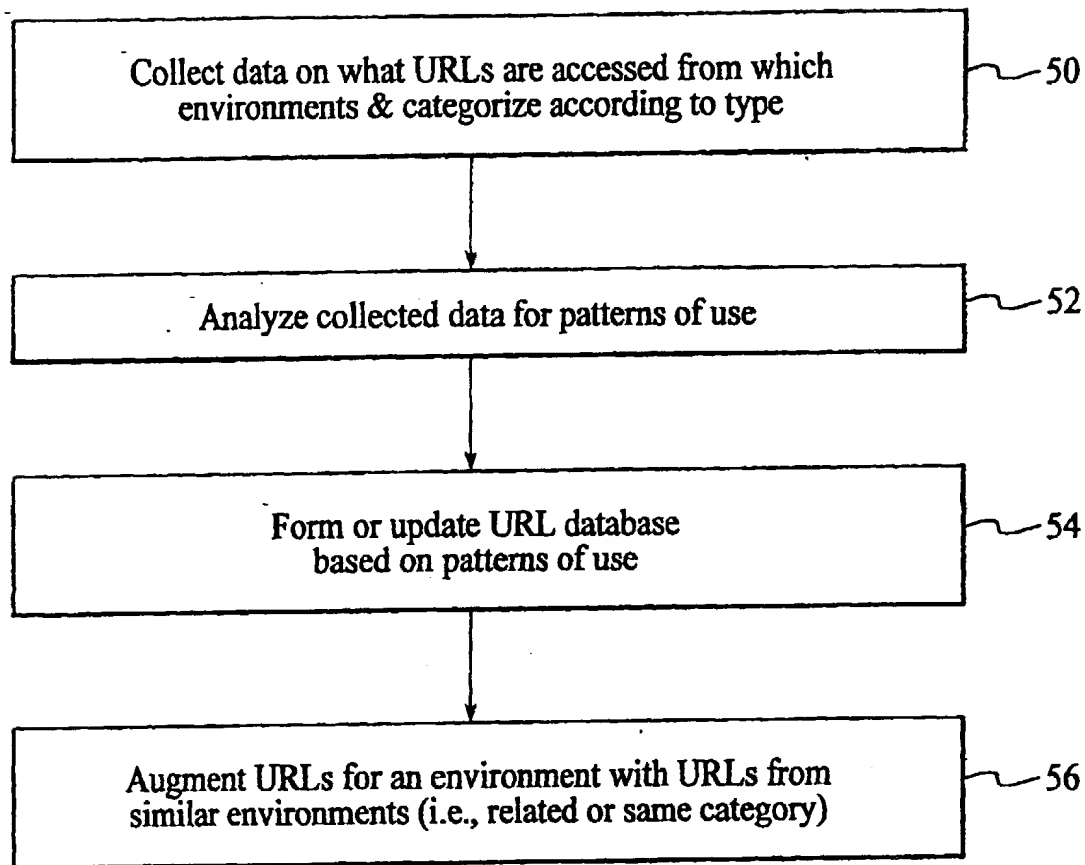 Collect data on what URLs are accessed from which
environments & categorize according to type
50
Analyze collected data for patterns of use
52
Form or update URL database
based on patterns of use
54
Augment URLs for an environment with URLs from
similar environments (i.e., related or same category)
56